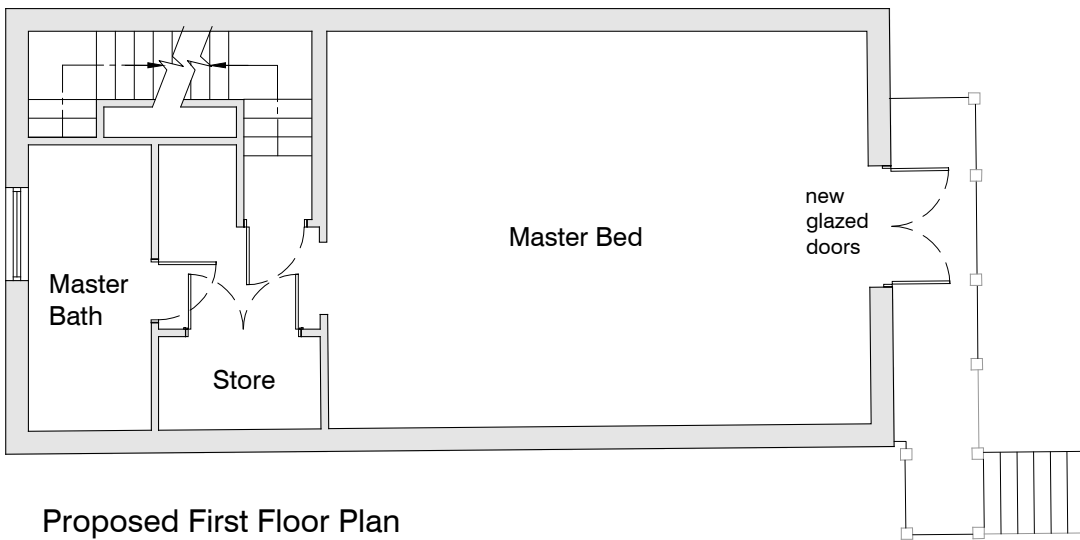 new
glazed
doors
Master Bed
Master
Bath
Store
Proposed First Floor Plan